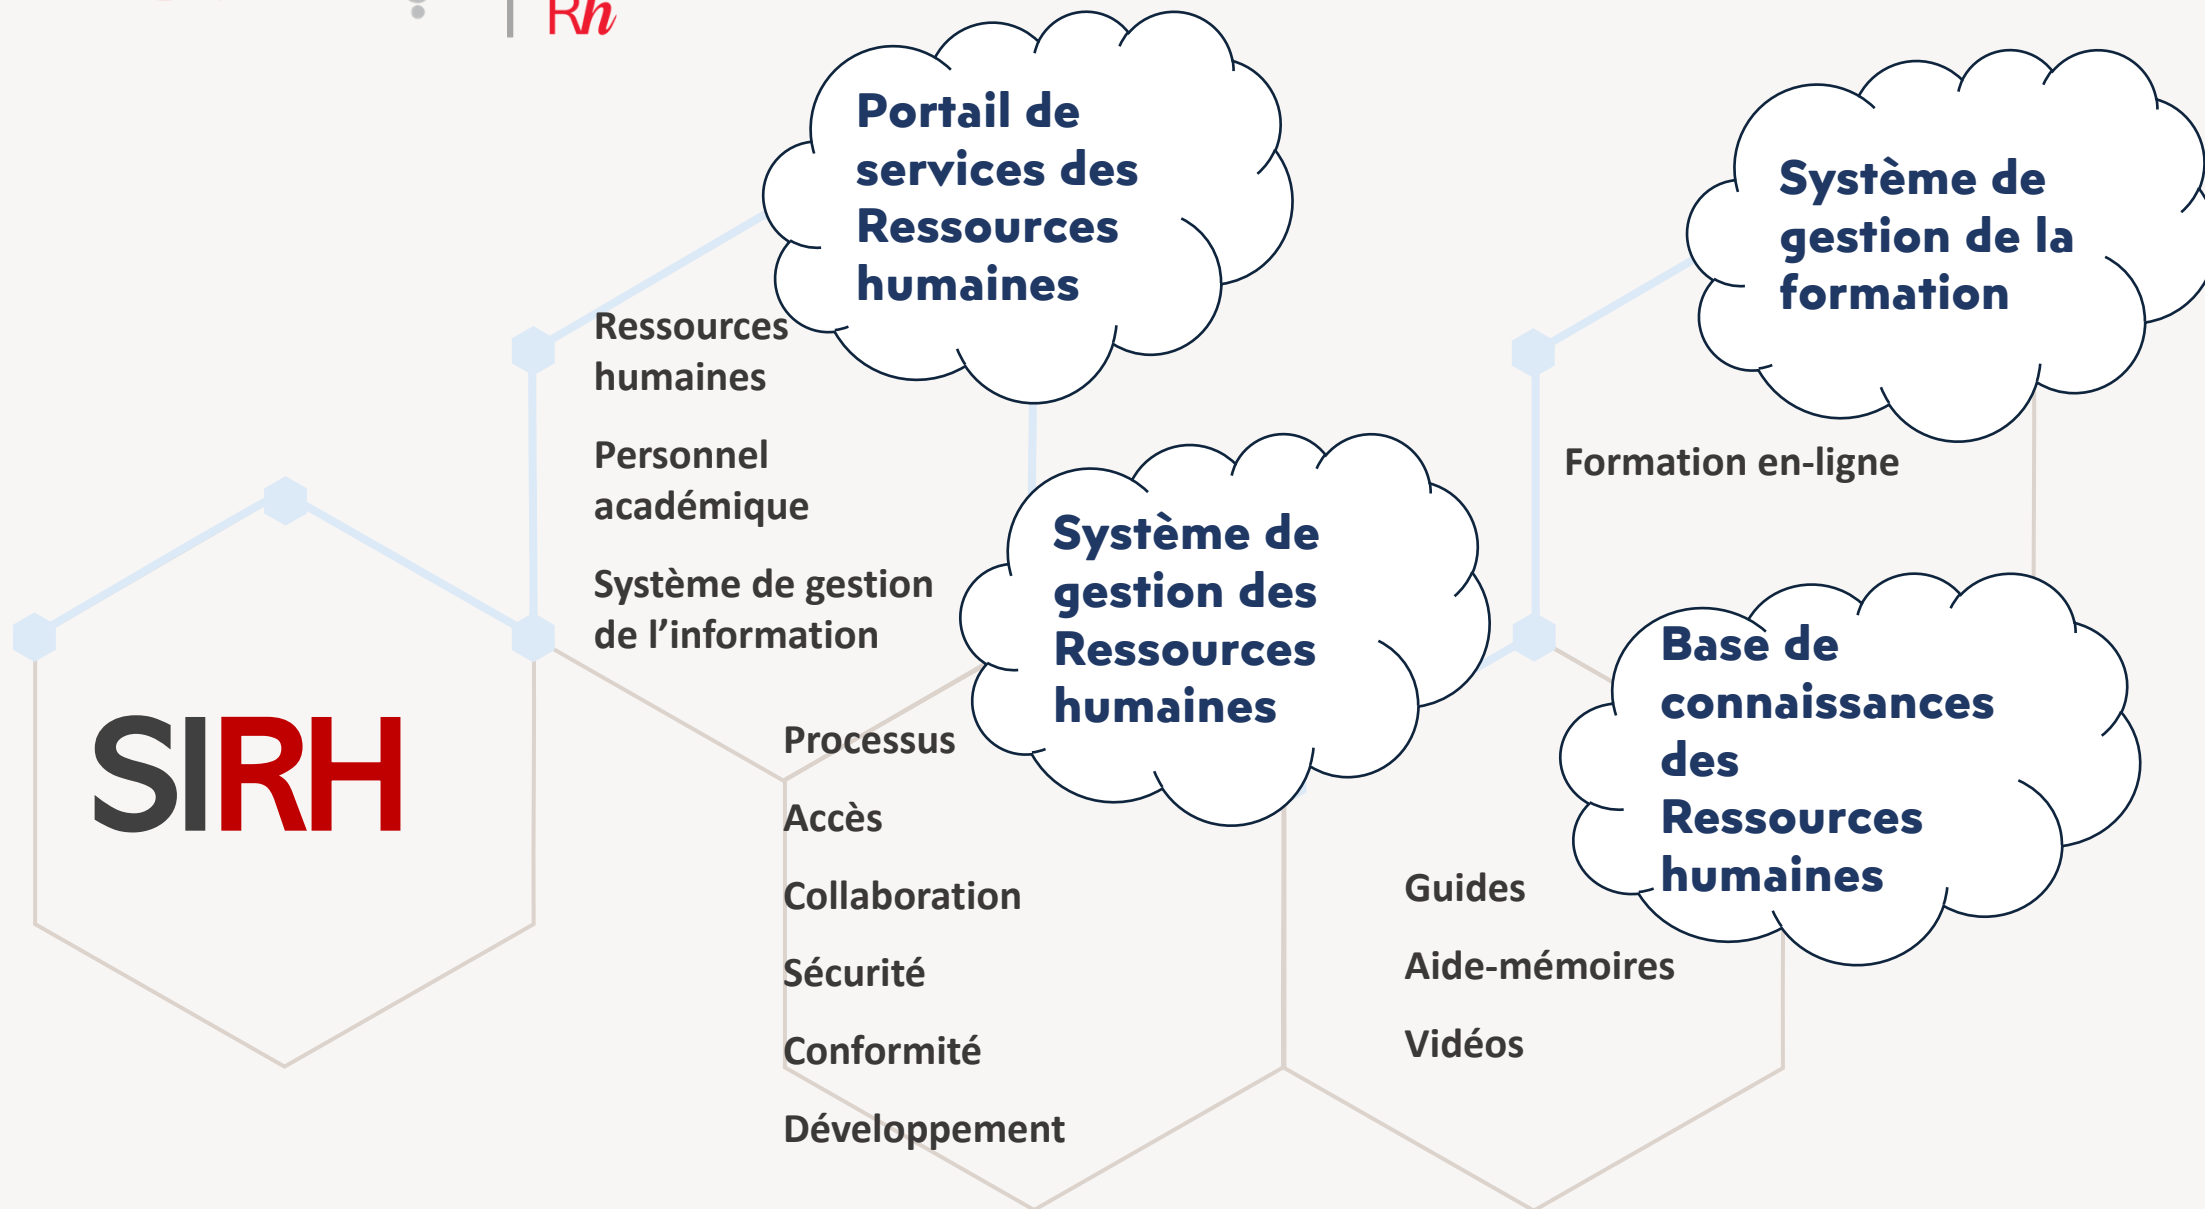 Rh
Portail de
services des
Ressources
humaines
Ressources
humaines
Personnel
académique
Système de gestion
de l’information
Système de
gestion des
Ressources
humaines
Processus
Accès
Collaboration
Sécurité
Conformité
Développement
Système de
gestion de la
formation
Formation en-ligne
Base de
connaissances
des
Ressources
humaines
Guides
Aide-mémoires
Vidéos
SIRH